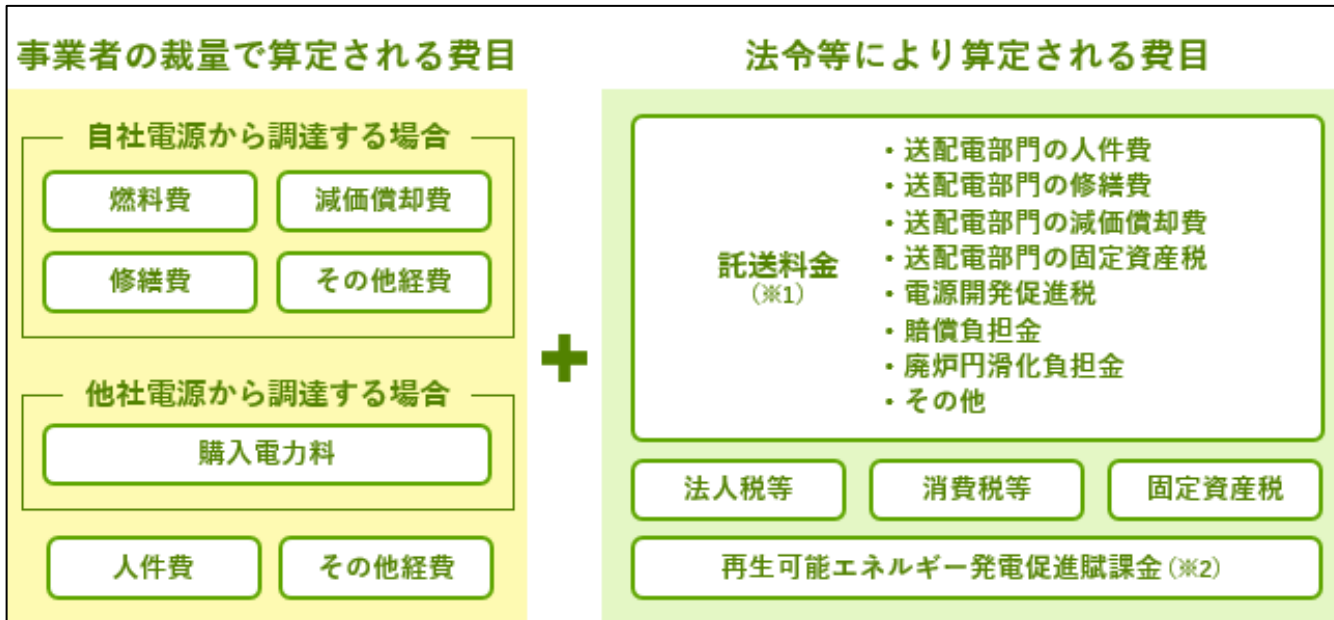 事業者の裁量で算定される費目
自社電源から調達する場合
燃料費
減価償却費
修繕費
その他経費
他社電源から調達する場合
購入電力料
人件費
その他経費
+
法令等により算定される費目
託送料金
(※1)
・送配電部門の人件費
・送配電部門の修繕費
・送配電部門の減価償却費
・送配電部門の固定資産税
・電源開発促進税
・賠償負担金
・廃炉円滑化負担金
・その他
法人税等
消費税等
固定資産税
再生可能エネルギー発電促進賦課金(※2)